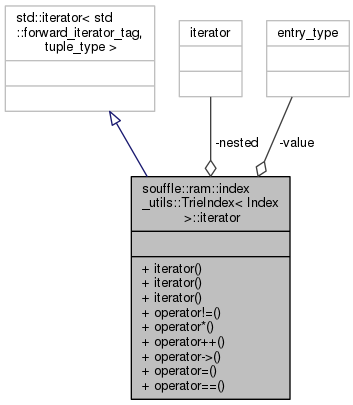 std::iterator< std
::forward_iterator_tag,
tuple_type >
iterator
entry_type
-nested
-value
souffle::ram::index
_utils::TrieIndex< Index
>::iterator
+ iterator()
+ iterator()
+ iterator()
+ operator!=()
+ operator*()
+ operator++()
+ operator->()
+ operator=()
+ operator==()